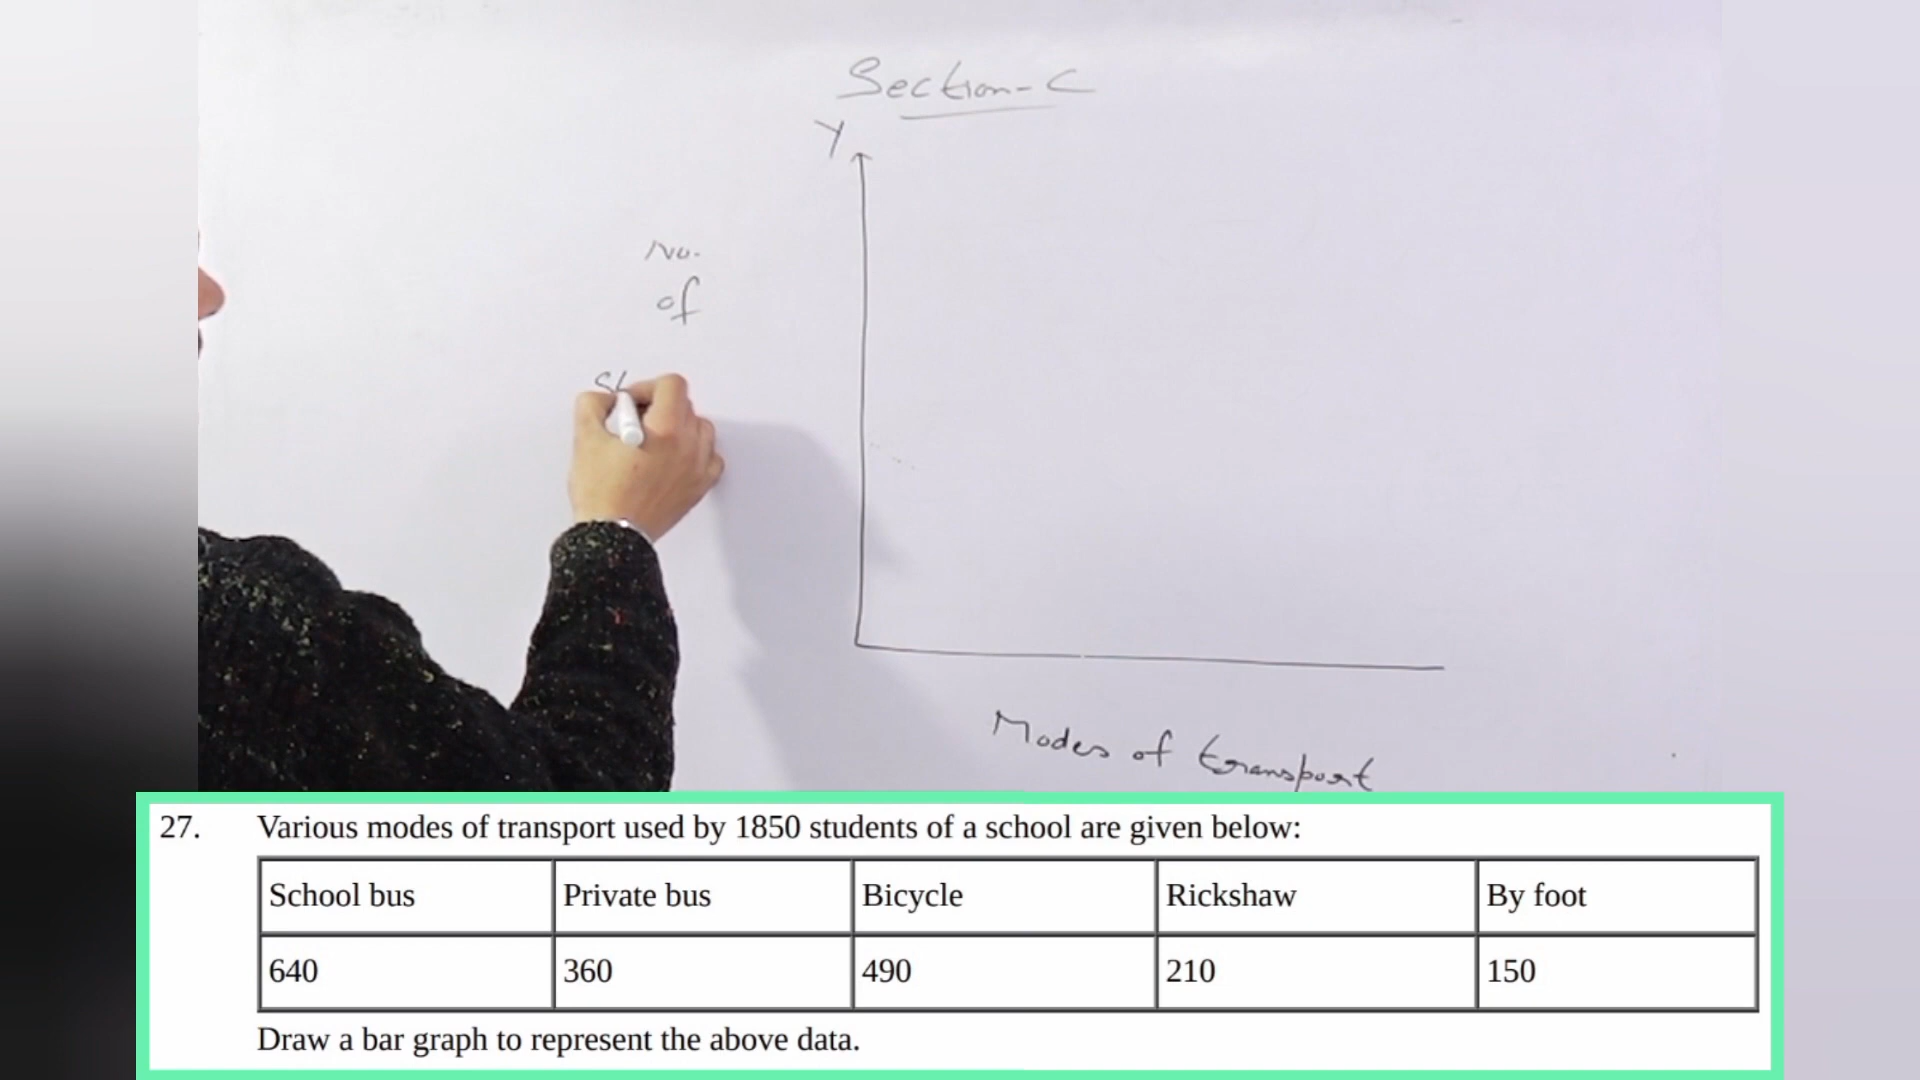 Section-C
Y
No.
of
Modes of transport
27. Various modes of transport used by 1850 students of a school are given below:
School bus Private bus Bicycle Rickshaw By foot
640 360 490 210 150
Draw a bar graph to represent the above data.